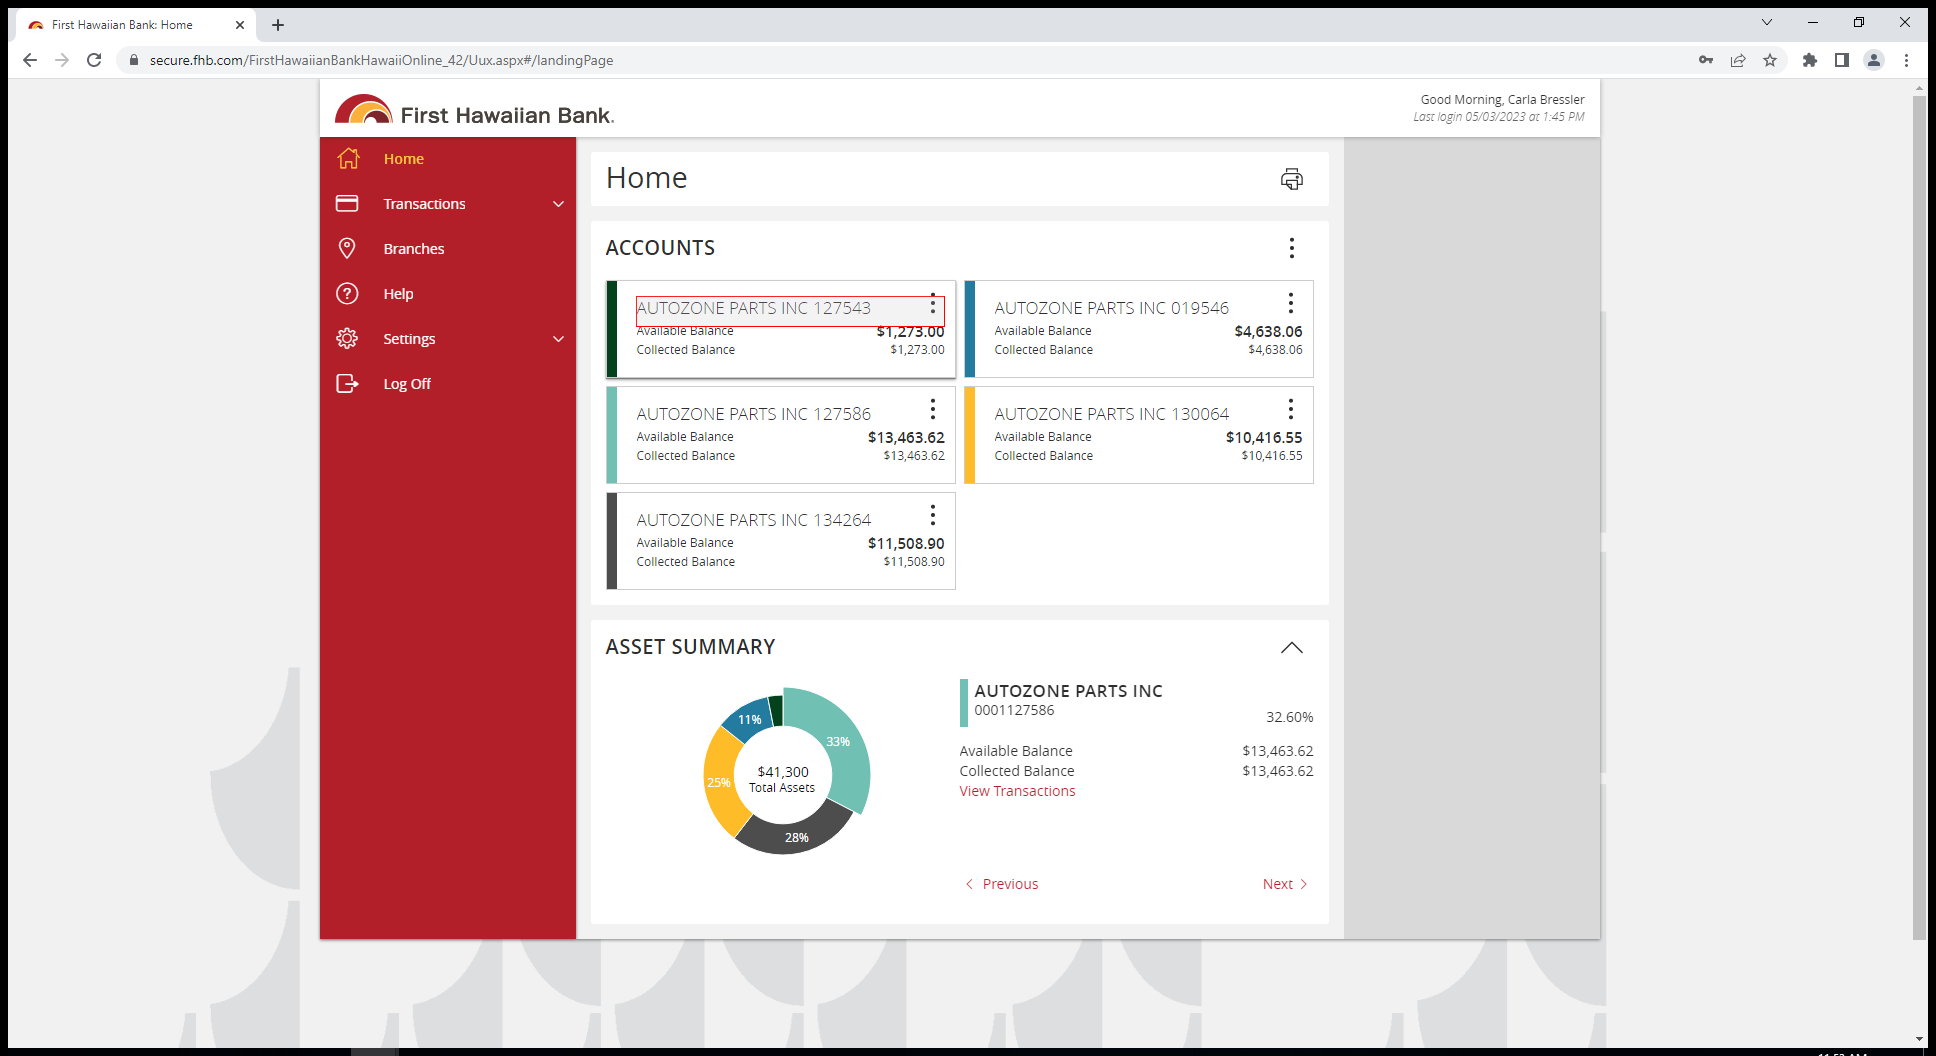 First Hawaiian Bank: Home
secure.fhb.com/FirstHawaiianBankHawaiiOnline_42/Uux.aspx#/landingPage
First Hawaiian Bank.
Good Morning, Carla Bressler
Last login 05/03/2023 at 1:45 PM
Home
Transactions
Branches
Help
Settings
Log Off
Home
ACCOUNTS
AUTOZONE PARTS INC 127543
Available Balance $1,273.00
Collected Balance $1,273.00
AUTOZONE PARTS INC 019546
Available Balance $4,638.06
Collected Balance $4,638.06
AUTOZONE PARTS INC 127586
Available Balance $13,463.62
Collected Balance $13,463.62
AUTOZONE PARTS INC 130064
Available Balance $10,416.55
Collected Balance $10,416.55
AUTOZONE PARTS INC 134264
Available Balance $11,508.90
Collected Balance $11,508.90
ASSET SUMMARY
11%
33%
25%
28%
$41,300
Total Assets
AUTOZONE PARTS INC
0001127586
32.60%
Available Balance $13,463.62
Collected Balance $13,463.62
View Transactions
Previous
Next